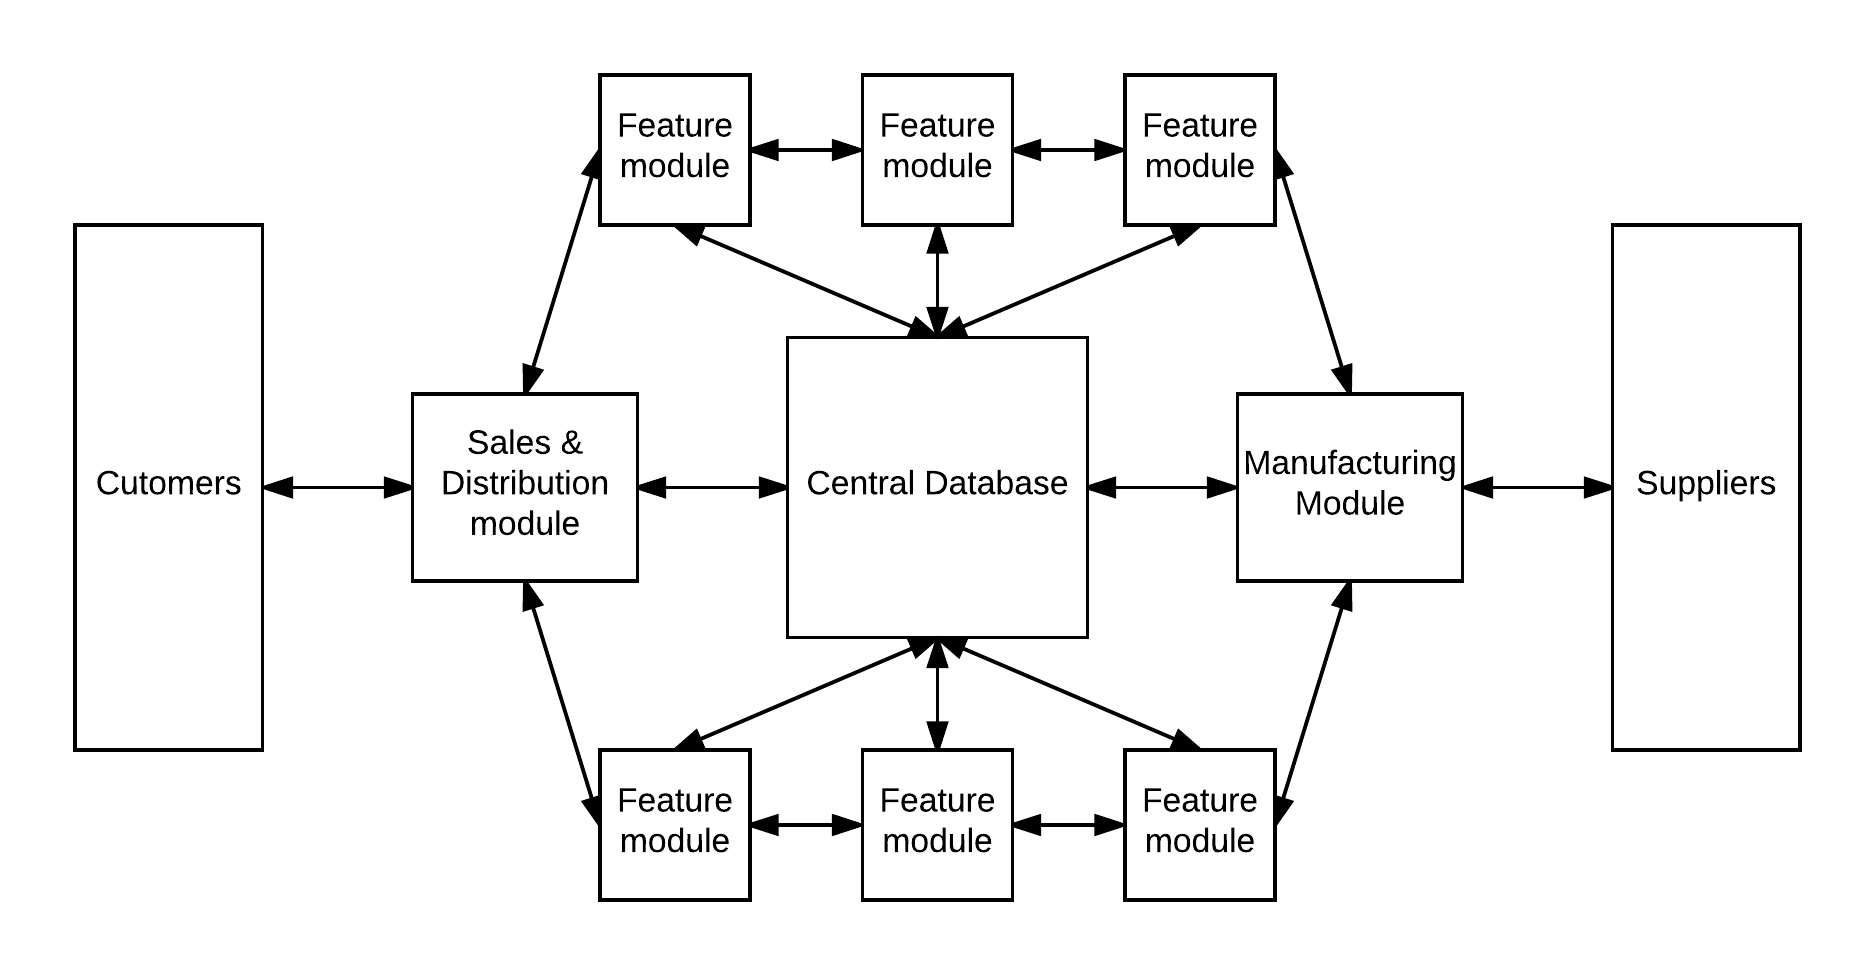 Feature
module
Feature
module
Feature
module
Cutomers
Sales &
Distribution
module
Central Database
Manufacturing
Module
Suppliers
Feature
module
Feature
module
Feature
module